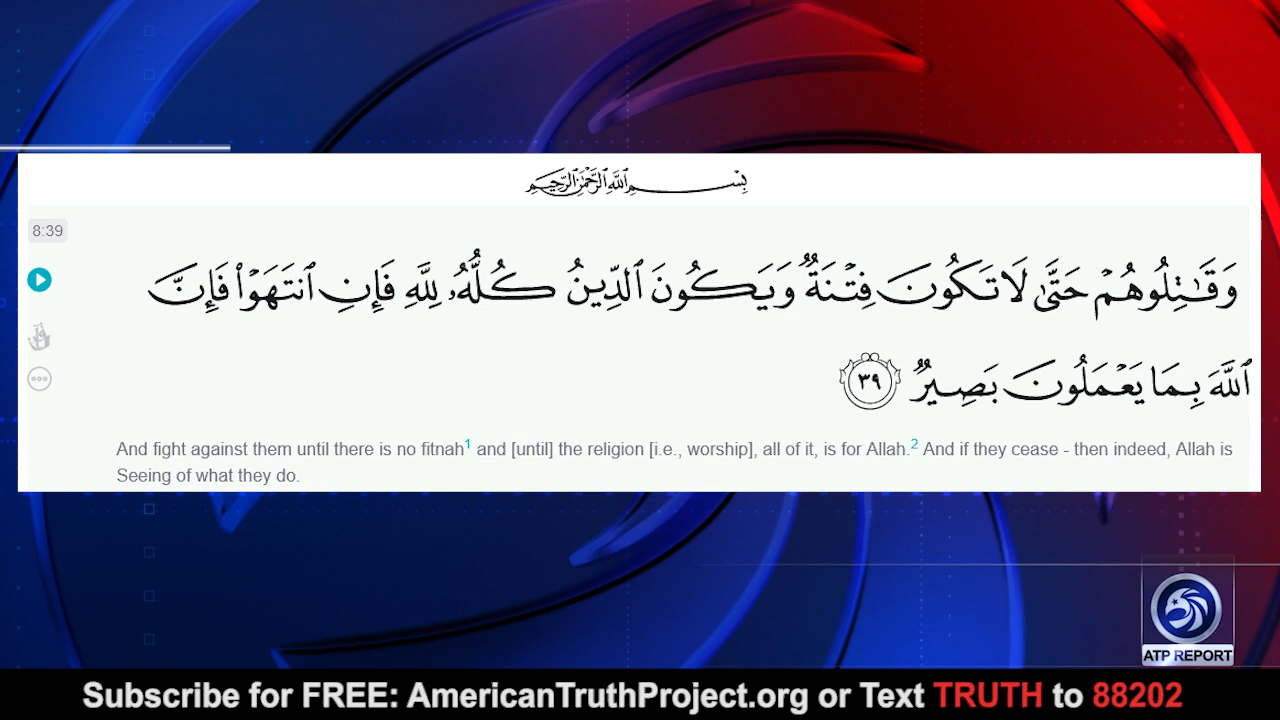 بِسْمِ اللَّهِ الرَّحْمَٰنِ الرَّحِيمِ
8:39
وَقَـٰتِلُوهُمْ حَتَّىٰ لَا تَكُونَ فِتْنَةٌ وَيَكُونَ ٱلدِّينُ كُلُّهُۥ لِلَّهِ فَإِنِ ٱنتَهَوْا۟ فَإِنَّ
ٱللَّهَ بِمَا يَعْمَلُونَ بَصِيرٌ ٣٩
And fight against them until there is no fitnah1 and [until] the religion [i.e., worship], all of it, is for Allah.2 And if they cease - then indeed, Allah is
Seeing of what they do.
ATP REPORT
Subscribe for FREE: AmericanTruthProject.org or Text TRUTH to 88202